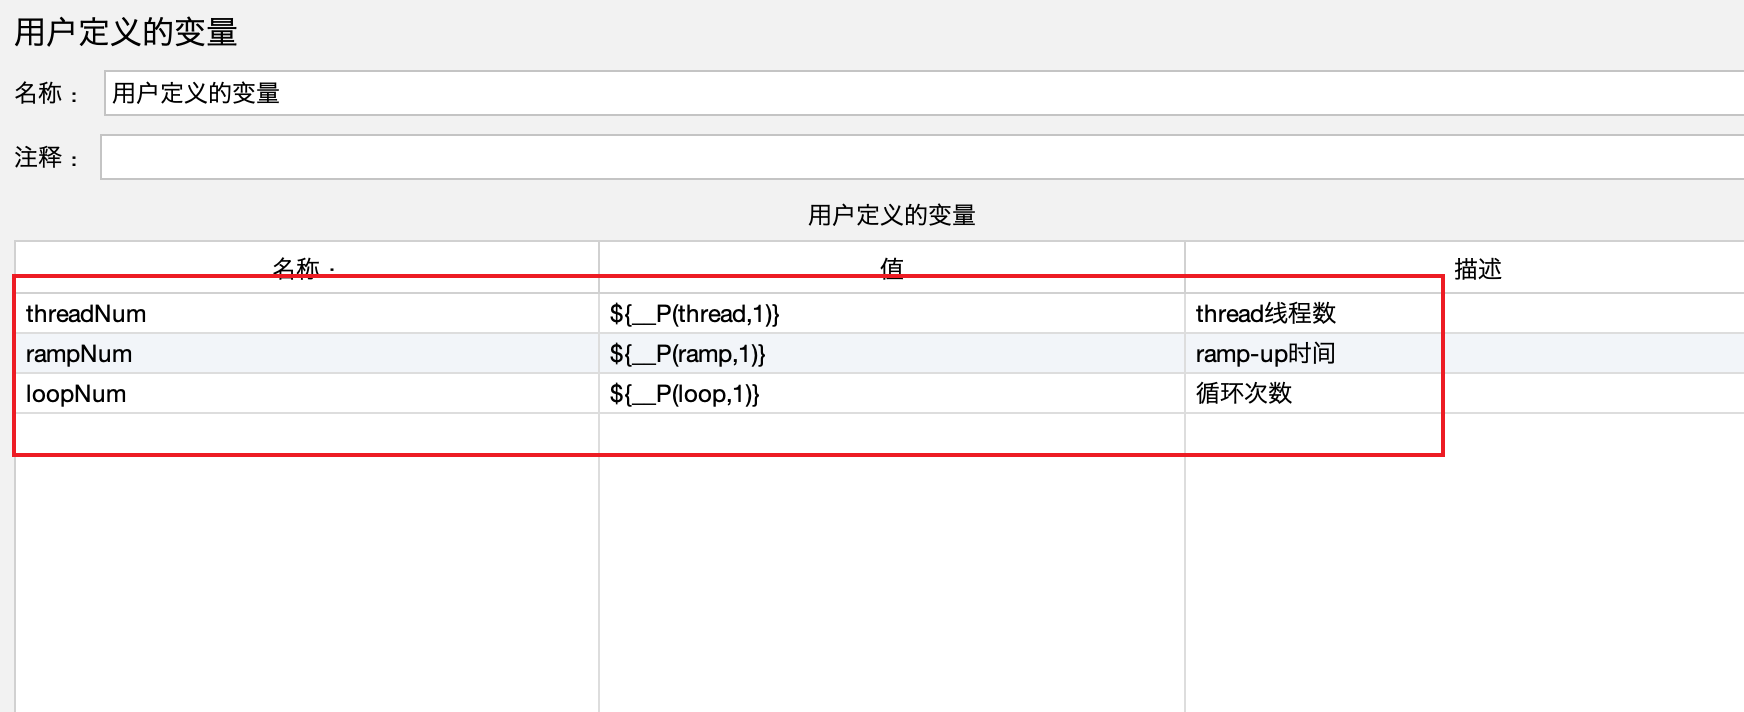 用户定义的变量
名称： 用户定义的变量
注释：
用户定义的变量
名称： 值 描述
threadNum ${__P(thread,1)} thread线程数
rampNum ${__P(ramp,1)} ramp-up时间
loopNum ${__P(loop,1)} 循环次数